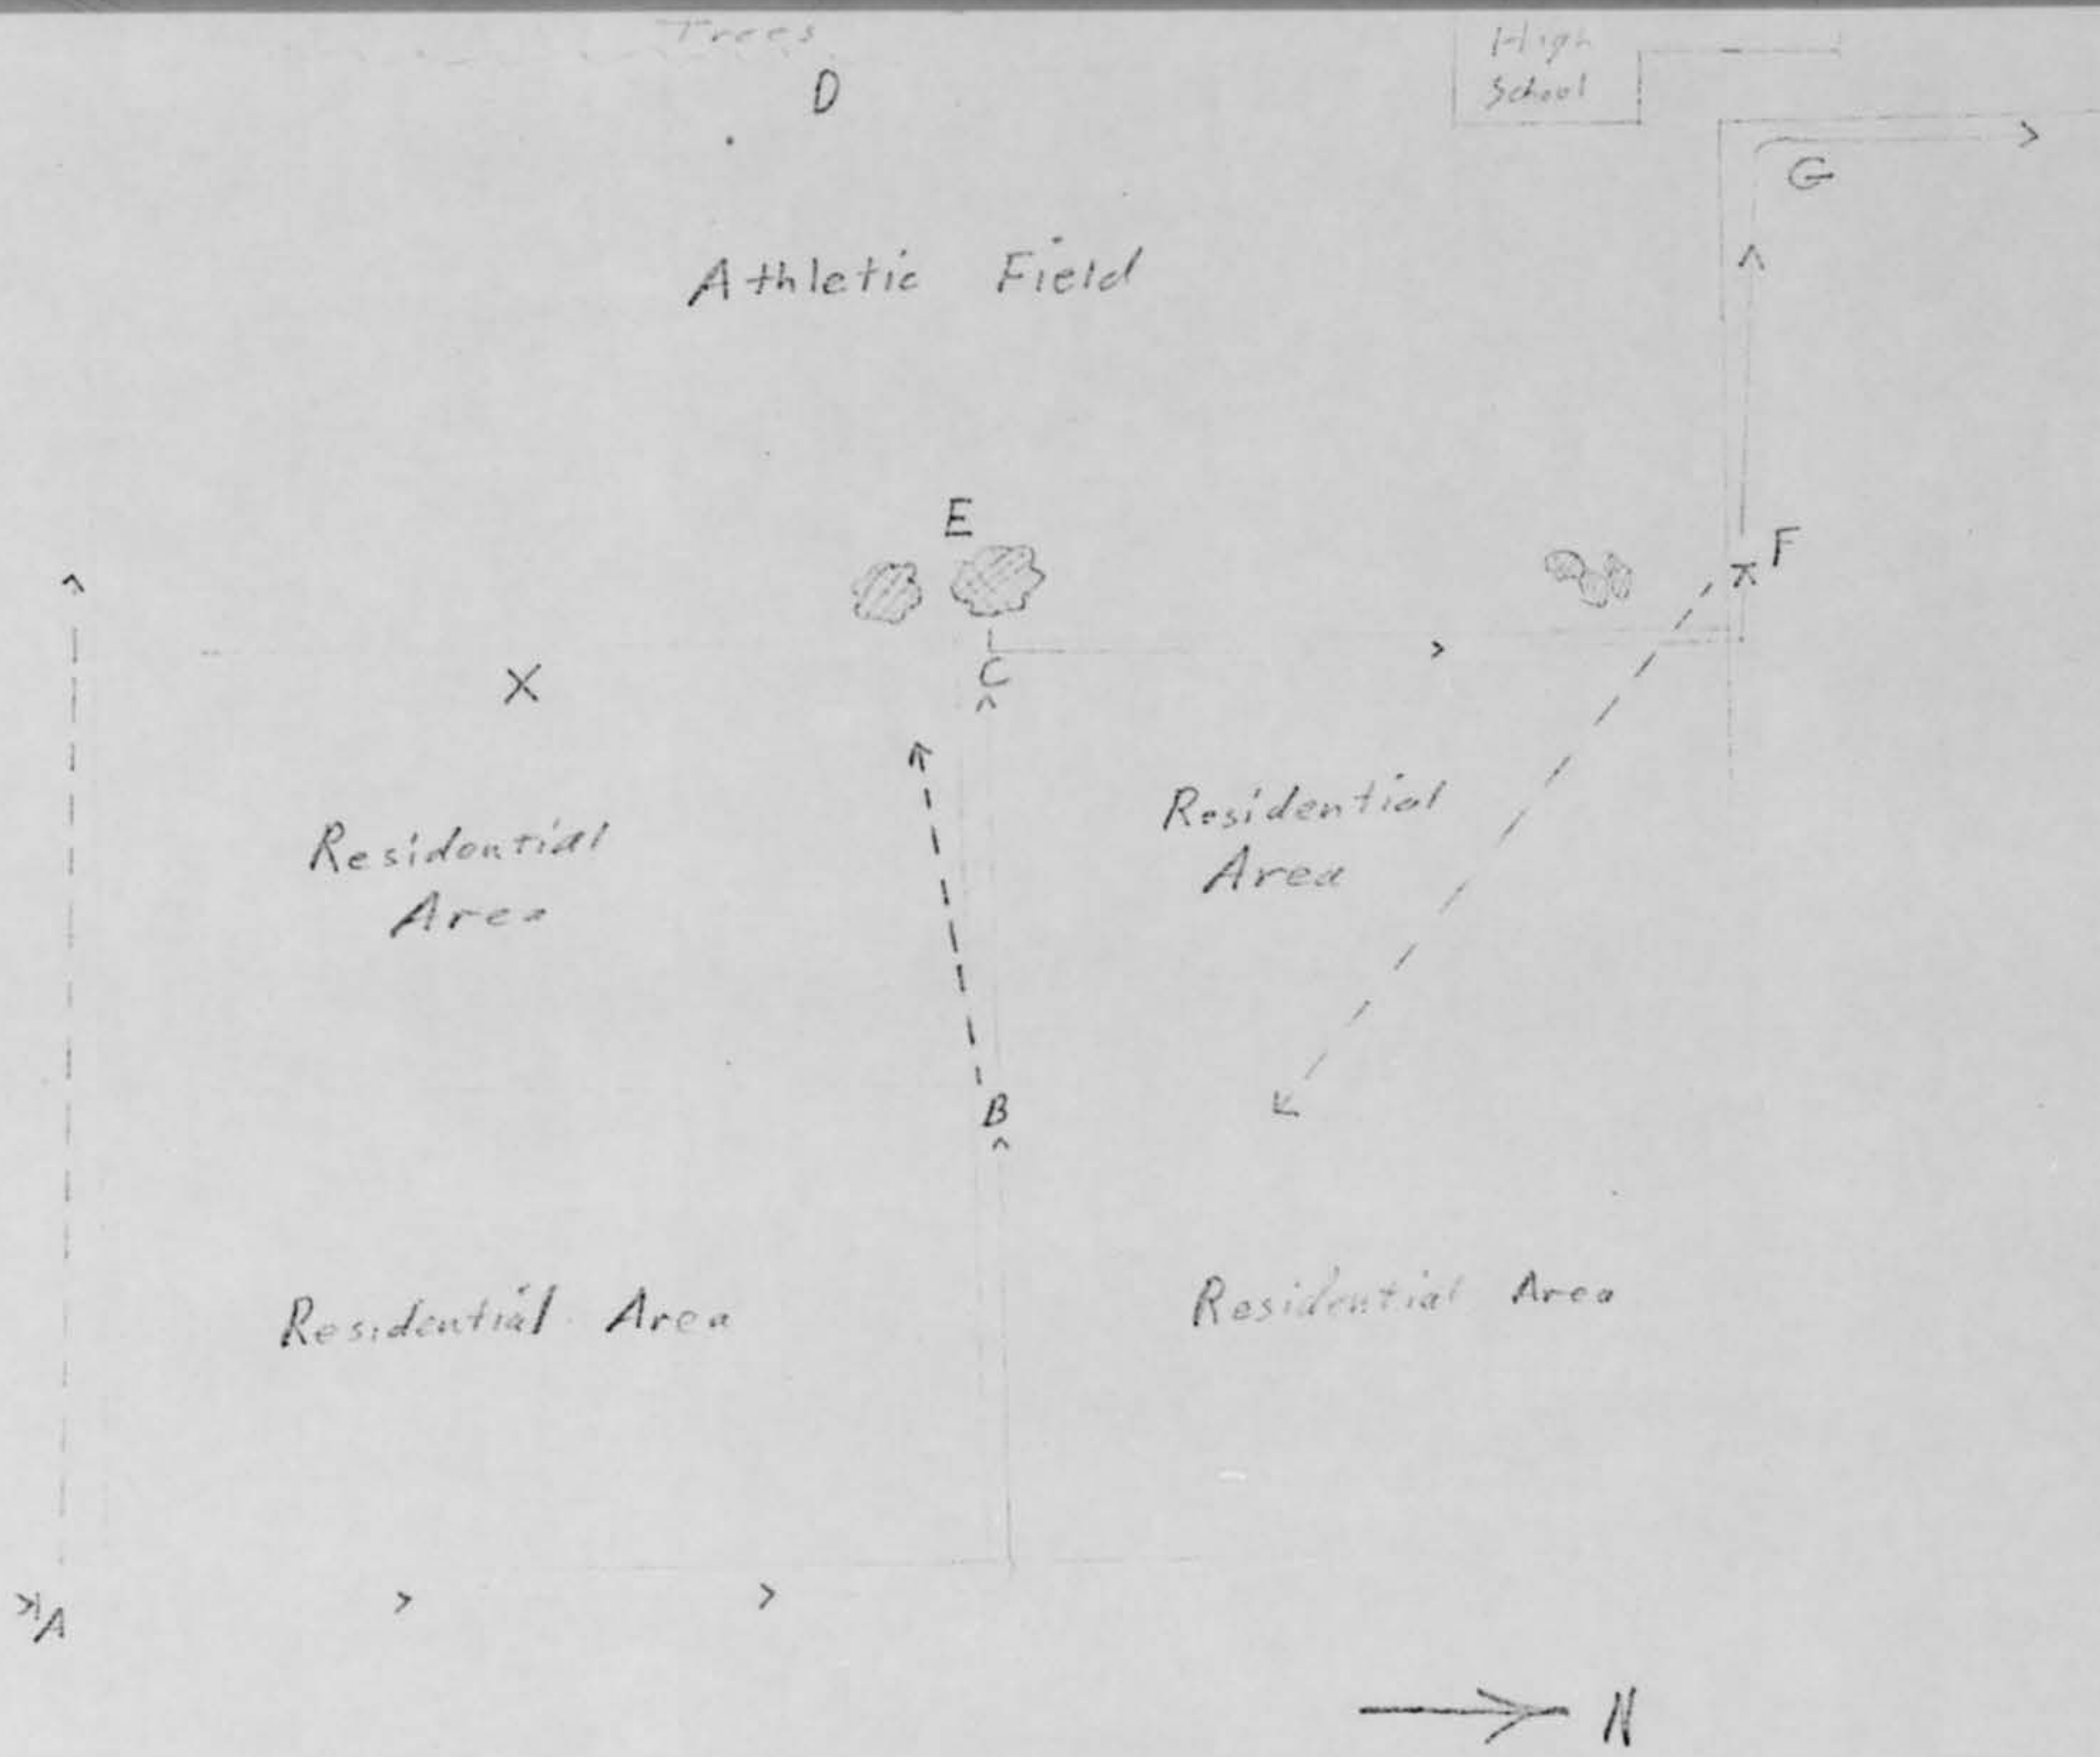 Trees
High
School
D
G
Athletic Field
E
F
C
X
Residential
Area
Residential
Area
B
Residential Area
Residential Area
A
N